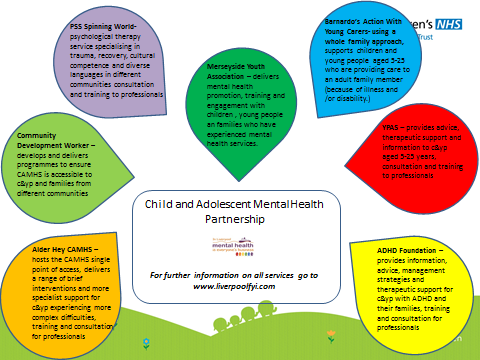 PSS Spinning World-
psychological therapy
service specialising in
trauma, recovery, cultural
competence and diverse
languages in different
communities consultation
and training to professionals
Merseyside Youth
Association – delivers
mental health
promotion, training and
engagement with
children , young people
an families who have
experienced mental
health services.
Barnardo's Action With
Young Carers- using a
whole family approach,
supports children and
young people aged 5-25
who are providing care to
an adult family member
(because of illness and
/or disability.)
en's NHS
Trust
Community
Development Worker –
develops and delivers
programmes to ensure
CAMHS is accessible to
c&yp and families from
different communities
YPAS – provides advice,
therapeutic support and
information to c&yp
aged 5-25 years,
consultation and training
to professionals
Child and Adolescent Mental Health
Partnership
mental health
For further information on all services go to
www.liverpoolfyi.com
Alder Hey CAMHS –
hosts the CAMHS single
point of access, delivers
a range of brief
interventions and more
specialist support for
c&yp experiencing more
complex difficulties,
training and consultation
for professionals
ADHD Foundation –
provides information,
advice, management
strategies and
therapeutic support for
c&yp with ADHD and
their families, training
and consultation for
professionals